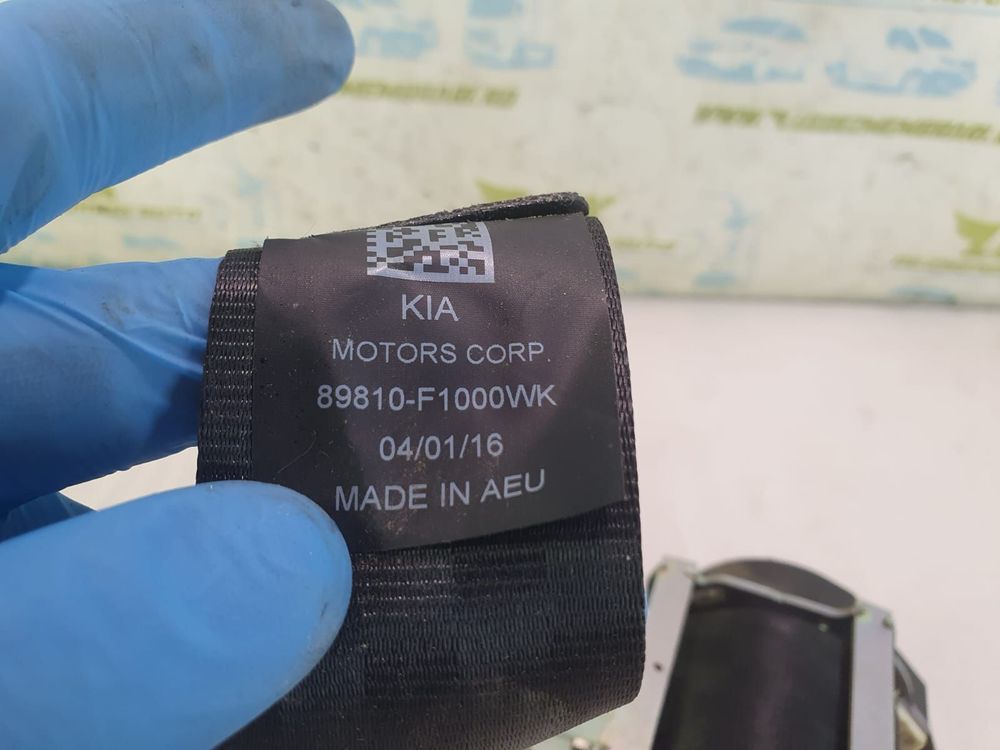 KIA
MOTORS CORP.
89810-F1000WK
04/01/16
MADE IN AEU